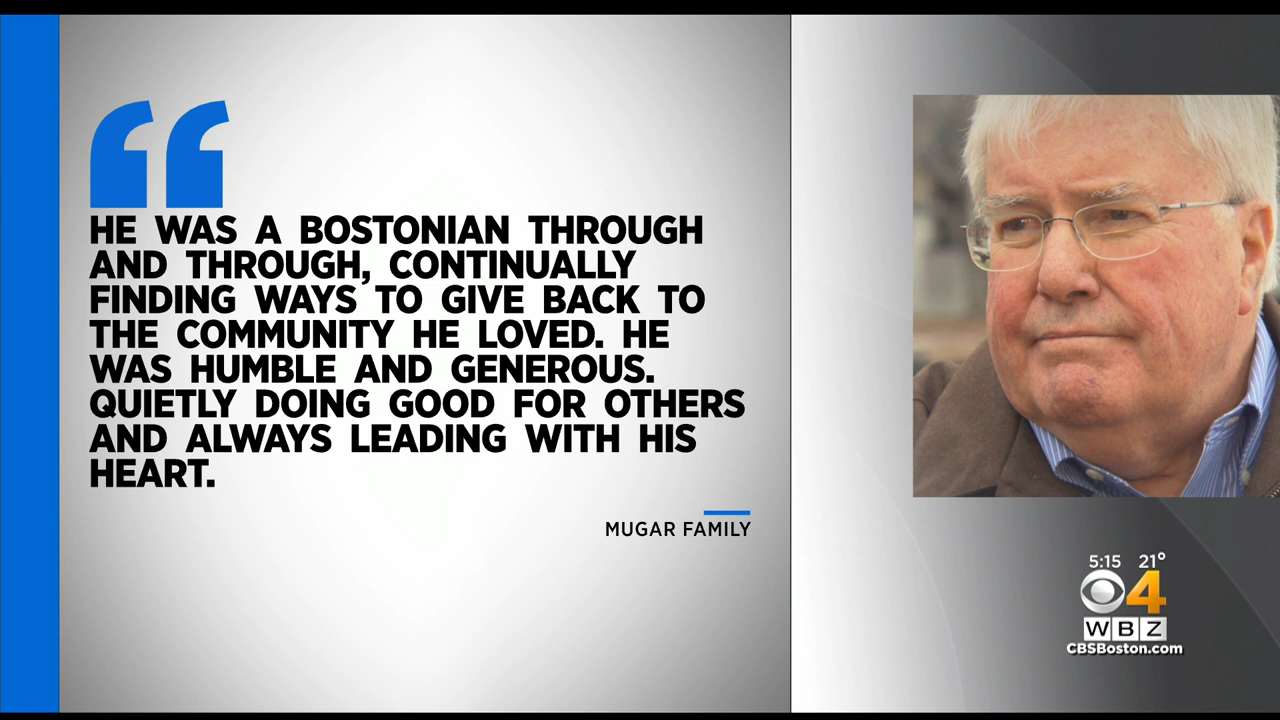 HE WAS A BOSTONIAN THROUGH
AND THROUGH, CONTINUALLY
FINDING WAYS TO GIVE BACK TO
THE COMMUNITY HE LOVED. HE
WAS HUMBLE AND GENEROUS.
QUIETLY DOING GOOD FOR OTHERS
AND ALWAYS LEADING WITH HIS
HEART.
MUGAR FAMILY
5:15 21°
4
WBZ
CBSBoston.com